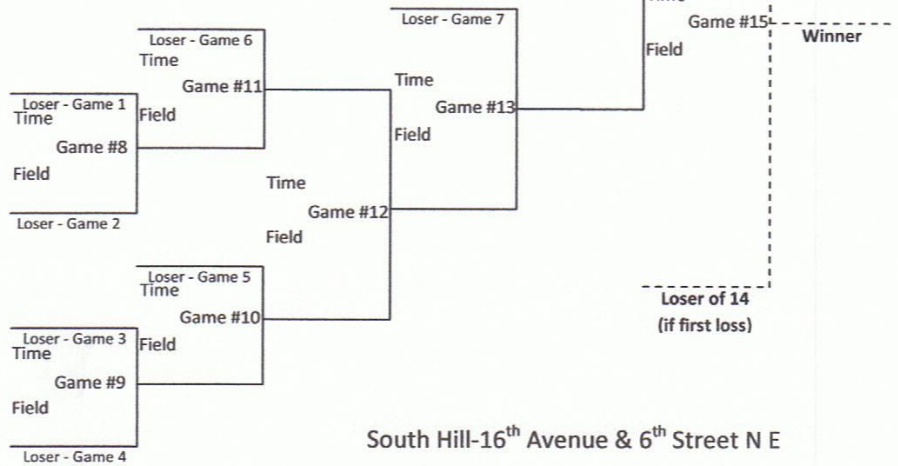 Time
Loser - Game 7
Game #15
Winner
Loser - Game 6
Field
Time
Game #11
Time
Loser - Game 1
Game #13
Time
Field
Field
Game #8
Field
Time
Game #12
Field
Loser - Game 2
Loser - Game 5
Time
Loser of 14
(if first loss)
Game #10
Loser - Game 3
Field
Time
Game #9
Field
South Hill-16th Avenue & 6th Street N E
Loser - Game 4